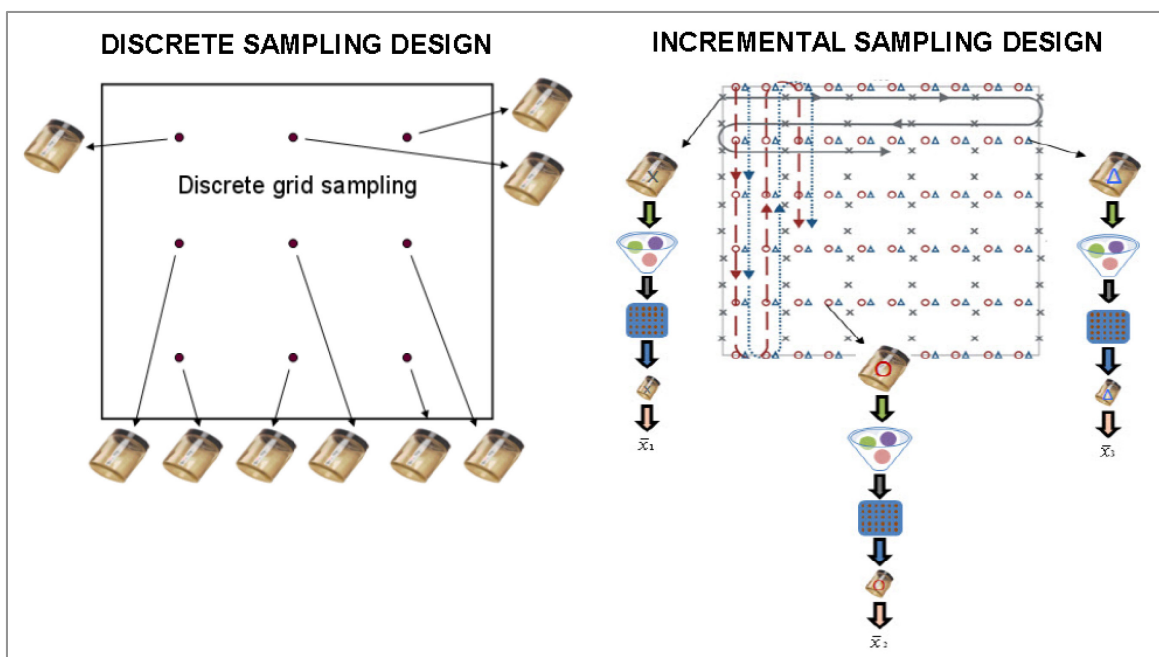 DISCRETE SAMPLING DESIGN
INCREMENTAL SAMPLING DESIGN
Discrete grid sampling
x̄₁
x̄₃
x̄₂